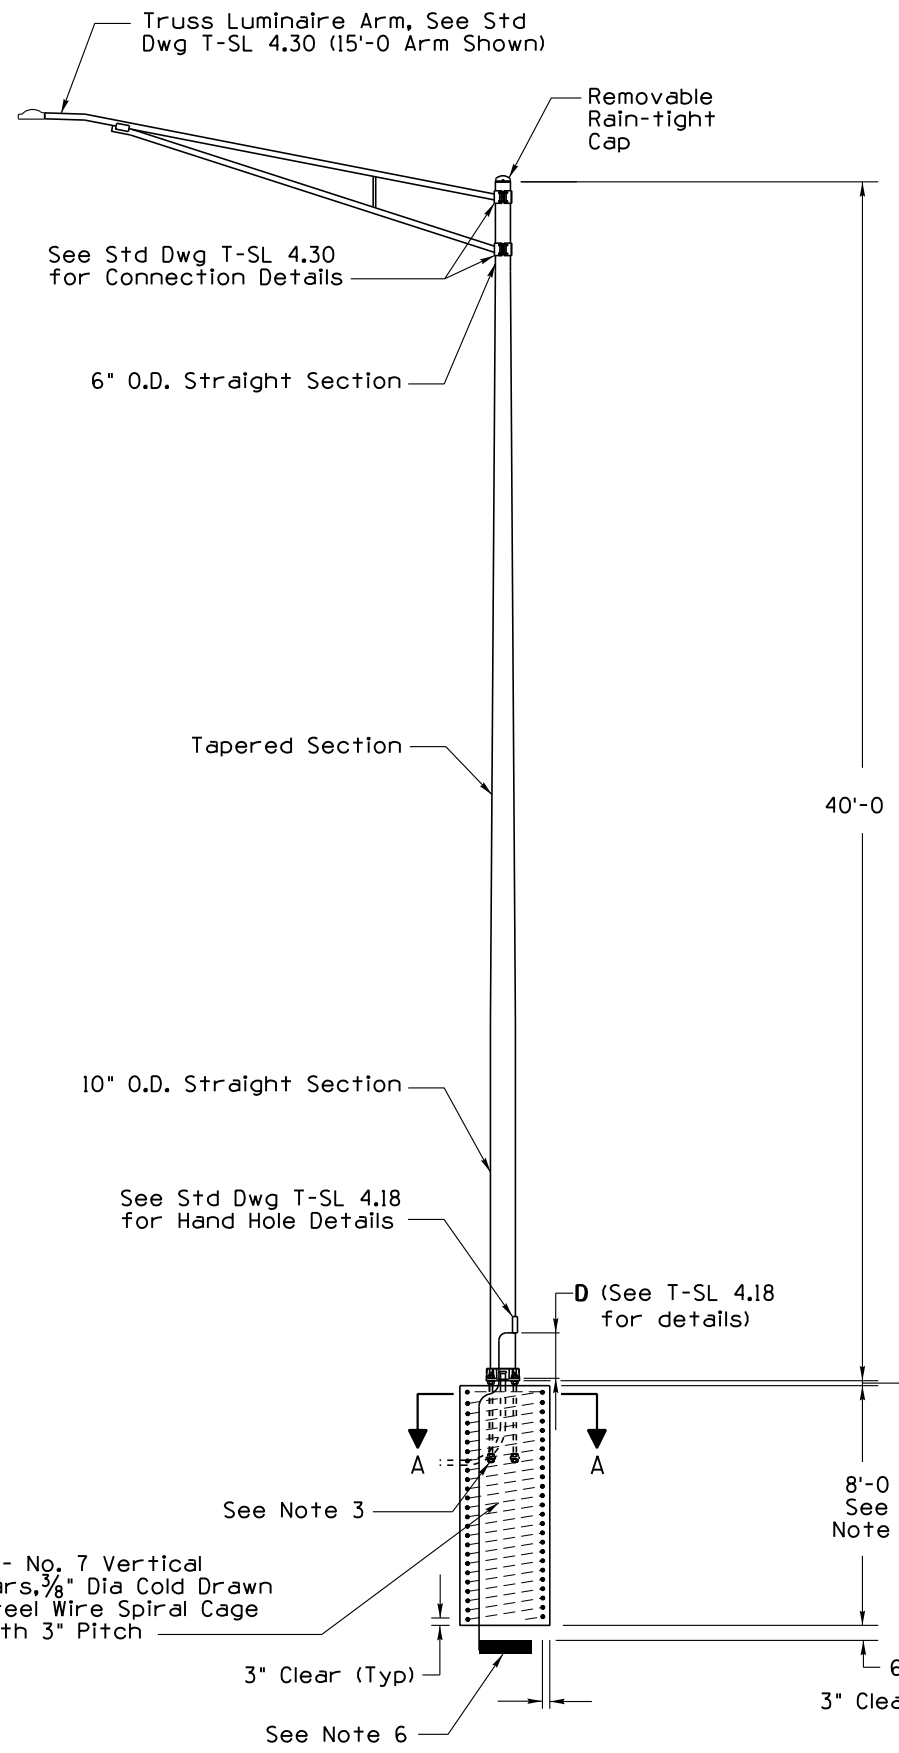 Truss Luminaire Arm, See Std
Dwg T-SL 4.30 (15'-0 Arm Shown)
Removable
Rain-tight
Cap
See Std Dwg T-SL 4.30
for Connection Details
6" O.D. Straight Section
Tapered Section
40'-0
10" O.D. Straight Section
See Std Dwg T-SL 4.18
for Hand Hole Details
D (See T-SL 4.18
for details)
A
A
8'-0
See
Note
See Note 3
- No. 7 Vertical
ars, 3/8" Dia Cold Drawn
teel Wire Spiral Cage
th 3" Pitch
3" Clear (Typ)
6
3" Clea
See Note 6